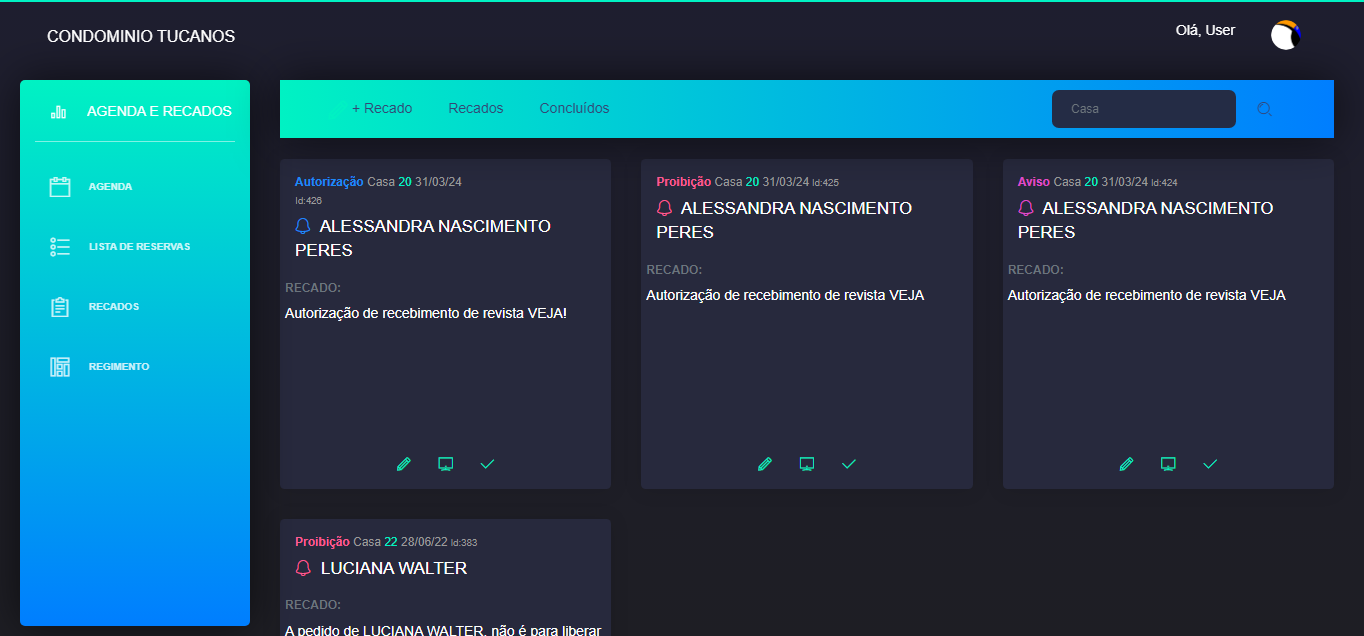 CONDOMINIO TUCANOS
Olá, User
AGENDA E RECADOS
AGENDA
LISTA DE RESERVAS
RECADOS
REGIMENTO
+ Recado
Recados
Concluídos
Casa
Autorização Casa 20 31/03/24
Id:426
ALESSANDRA NASCIMENTO
PERES
RECADO:
Autorização de recebimento de revista VEJA!
Proibição Casa 20 31/03/24 Id:425
ALESSANDRA NASCIMENTO
PERES
RECADO:
Autorização de recebimento de revista VEJA
Aviso Casa 20 31/03/24 Id:424
ALESSANDRA NASCIMENTO
PERES
RECADO:
Autorização de recebimento de revista VEJA
Proibição Casa 22 28/06/22 Id:383
LUCIANA WALTER
RECADO:
A pedido de LUCIANA WALTER, não é para liberar